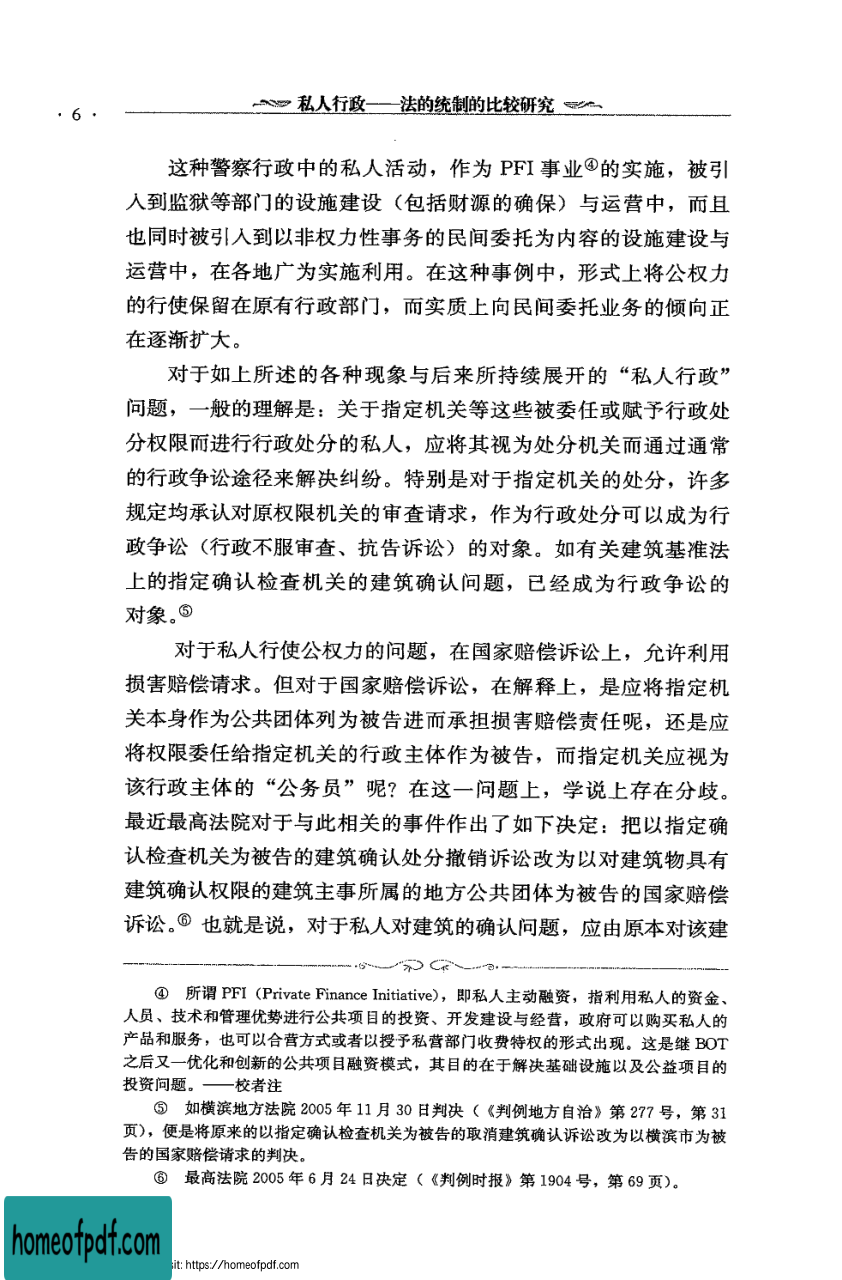 · 6 ·
私人行政——法的统制的比较研究
这种警察行政中的私人活动，作为 PFI 事业④的实施，被引
入到监狱等部门的设施建设（包括财源的确保）与运营中，而且
也同时被引入到以非权力性事务的民间委托为内容的设施建设与
运营中，在各地广为实施利用。在这种事例中，形式上将公权力
的行使保留在原有行政部门，而实质上向民间委托业务的倾向正
在逐渐扩大。
对于如上所述的各种现象与后来所持续展开的“私人行政”
问题，一般的理解是：关于指定机关等这些被委任或赋予行政处
分权限而进行行政处分的私人，应将其视为处分机关而通过通常
的行政争讼途径来解决纠纷。特别是对于指定机关的处分，许多
规定均承认对原权限机关的审查请求，作为行政处分可以成为行
政争讼（行政不服审查、抗告诉讼）的对象。如有关建筑基准法
上的指定确认检查机关的建筑确认问题，已经成为行政争讼的
对象。⑤
对于私人行使公权力的问题，在国家赔偿诉讼上，允许利用
损害赔偿请求。但对于国家赔偿诉讼，在解释上，是应将指定机
关本身作为公共团体列为被告进而承担损害赔偿责任呢，还是应
将权限委任给指定机关的行政主体作为被告，而指定机关应视为
该行政主体的“公务员”呢？在这一问题上，学说上存在分歧。
最近最高法院对于与此相关的事件作出了如下决定：把以指定确
认检查机关为被告的建筑确认处分撤销诉讼改为以对建筑物具有
建筑确认权限的建筑主事所属的地方公共团体为被告的国家赔偿
诉讼。⑥ 也就是说，对于私人对建筑的确认问题，应由原本对该建
④ 所谓 PFI（Private Finance Initiative），即私人主动融资，指利用私人的资金、
人员、技术和管理优势进行公共项目的投资、开发建设与经营，政府可以购买私人的
产品和服务，也可以合营方式或者以授予私营部门收费特权的形式出现。这是继 BOT
之后又一优化和创新的公共项目融资模式，其目的在于解决基础设施以及公益项目的
投资问题。——校者注
⑤ 如横滨地方法院 2005 年 11 月 30 日判决（《判例地方自治》第 277 号，第 31
页），便是将原来的以指定确认检查机关为被告的取消建筑确认诉讼改为以横滨市为被
告的国家赔偿请求的判决。
⑥ 最高法院 2005 年 6 月 24 日决定（《判例时报》第 1904 号，第 69 页）。
homeofpdf.com
sit: https://homeofpdf.com